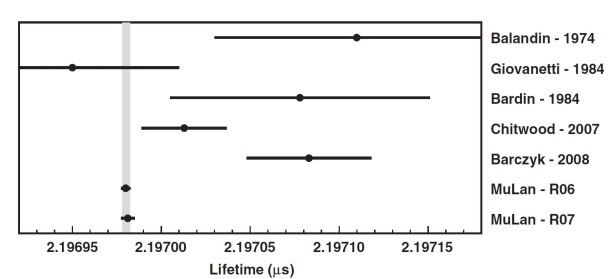 Balandin - 1974
Giovanetti - 1984
Bardin - 1984
Chitwood - 2007
Barczyk - 2008
MuLan - R06
MuLan - R07
2.19695 2.19700 2.19705 2.19710 2.19715
Lifetime (μs)